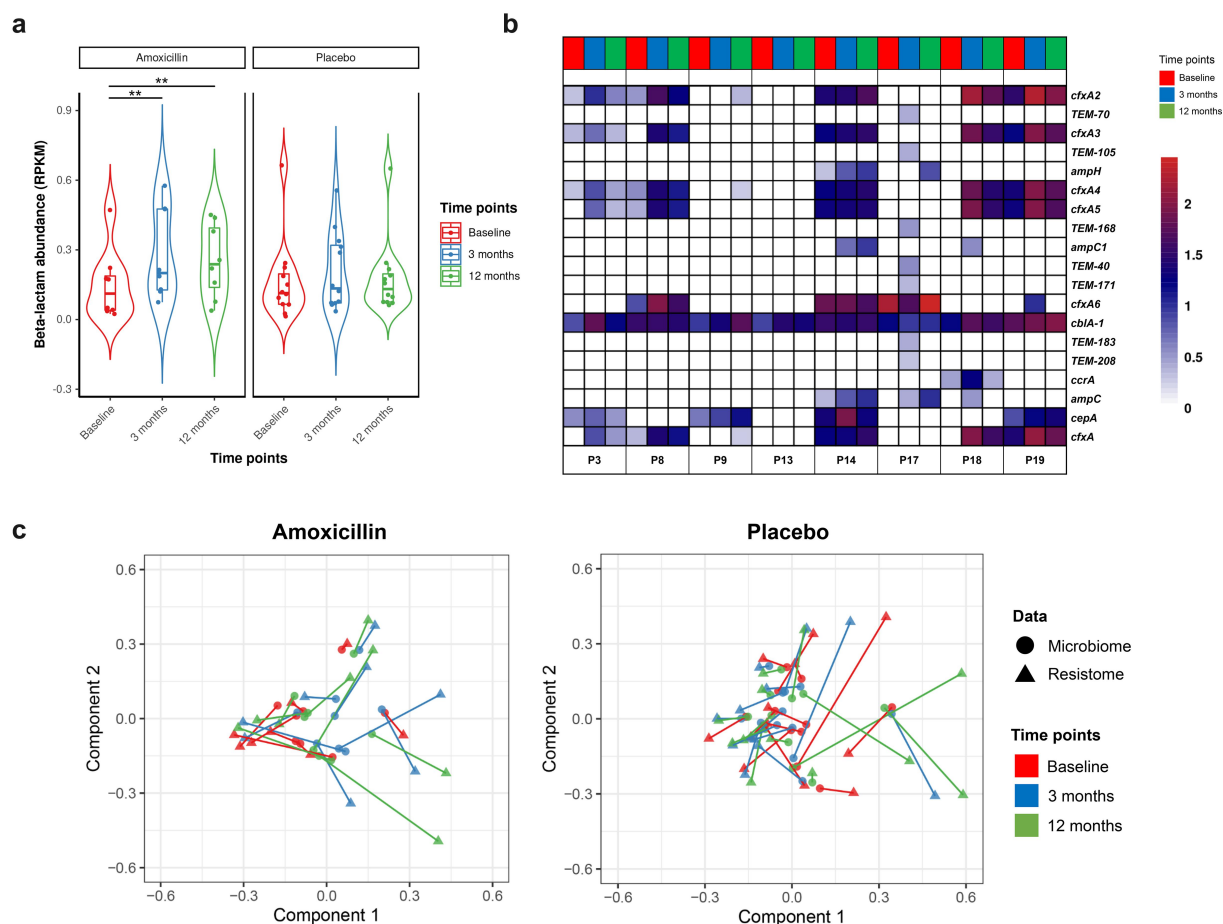 a
Amoxicillin
Placebo
**
**
Beta-lactam abundance (RPKM)
0.9
0.6
0.3
0.0
-0.3
Baseline
3 months
12 months
Baseline
3 months
12 months
Time points
Time points
Baseline
3 months
12 months
b
cfxA2
TEM-70
cfxA3
TEM-105
ampH
cfxA4
cfxA5
TEM-168
ampC1
TEM-40
TEM-171
cfxA6
cblA-1
TEM-183
TEM-208
ccrA
ampC
cepA
cfxA
P3
P8
P9
P13
P14
P17
P18
P19
Time points
Baseline
3 months
12 months
2
1.5
1
0.5
0
c
Amoxicillin
Component 2
0.6
0.3
0.0
−0.3
−0.6
−0.6
−0.3
0.0
0.3
0.6
Component 1
Placebo
Component 2
0.6
0.3
0.0
−0.3
−0.6
−0.6
−0.3
0.0
0.3
0.6
Component 1
Data
Microbiome
Resistome
Time points
Baseline
3 months
12 months